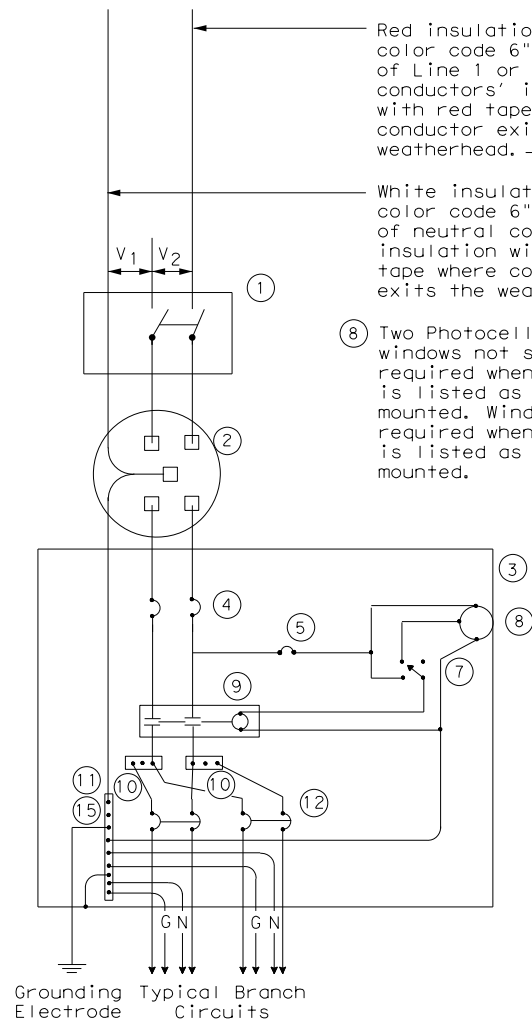 Red insulatio
color code 6"
of Line 1 or
conductors' i
with red tape
conductor exi
weatherhead.
White insulat
color code 6"
of neutral co
insulation wi
tape where co
exits the wea
V1 V2
1
8 Two Photocell
windows not s
required when
is listed as
mounted. Wind
required when
is listed as
mounted.
2
3
4
5
8
7
9
10
10
11
12
15
G N
G N
Grounding
Electrode
Typical Branch
Circuits